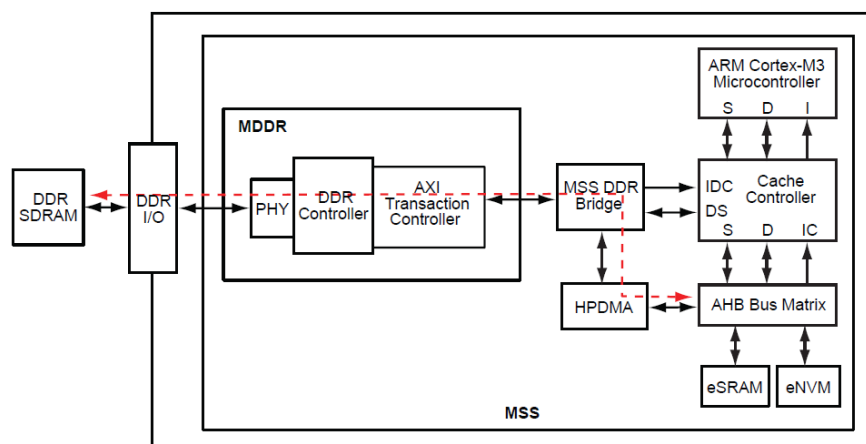 ARM Cortex-M3
Microcontroller
S D I
MDDR
DDR
SDRAM
DDR
I/O
PHY
DDR
Controller
AXI
Transaction
Controller
MSS DDR
Bridge
IDC
Cache
Controller
DS
S D IC
HPDMA
AHB Bus Matrix
eSRAM
eNVM
MSS